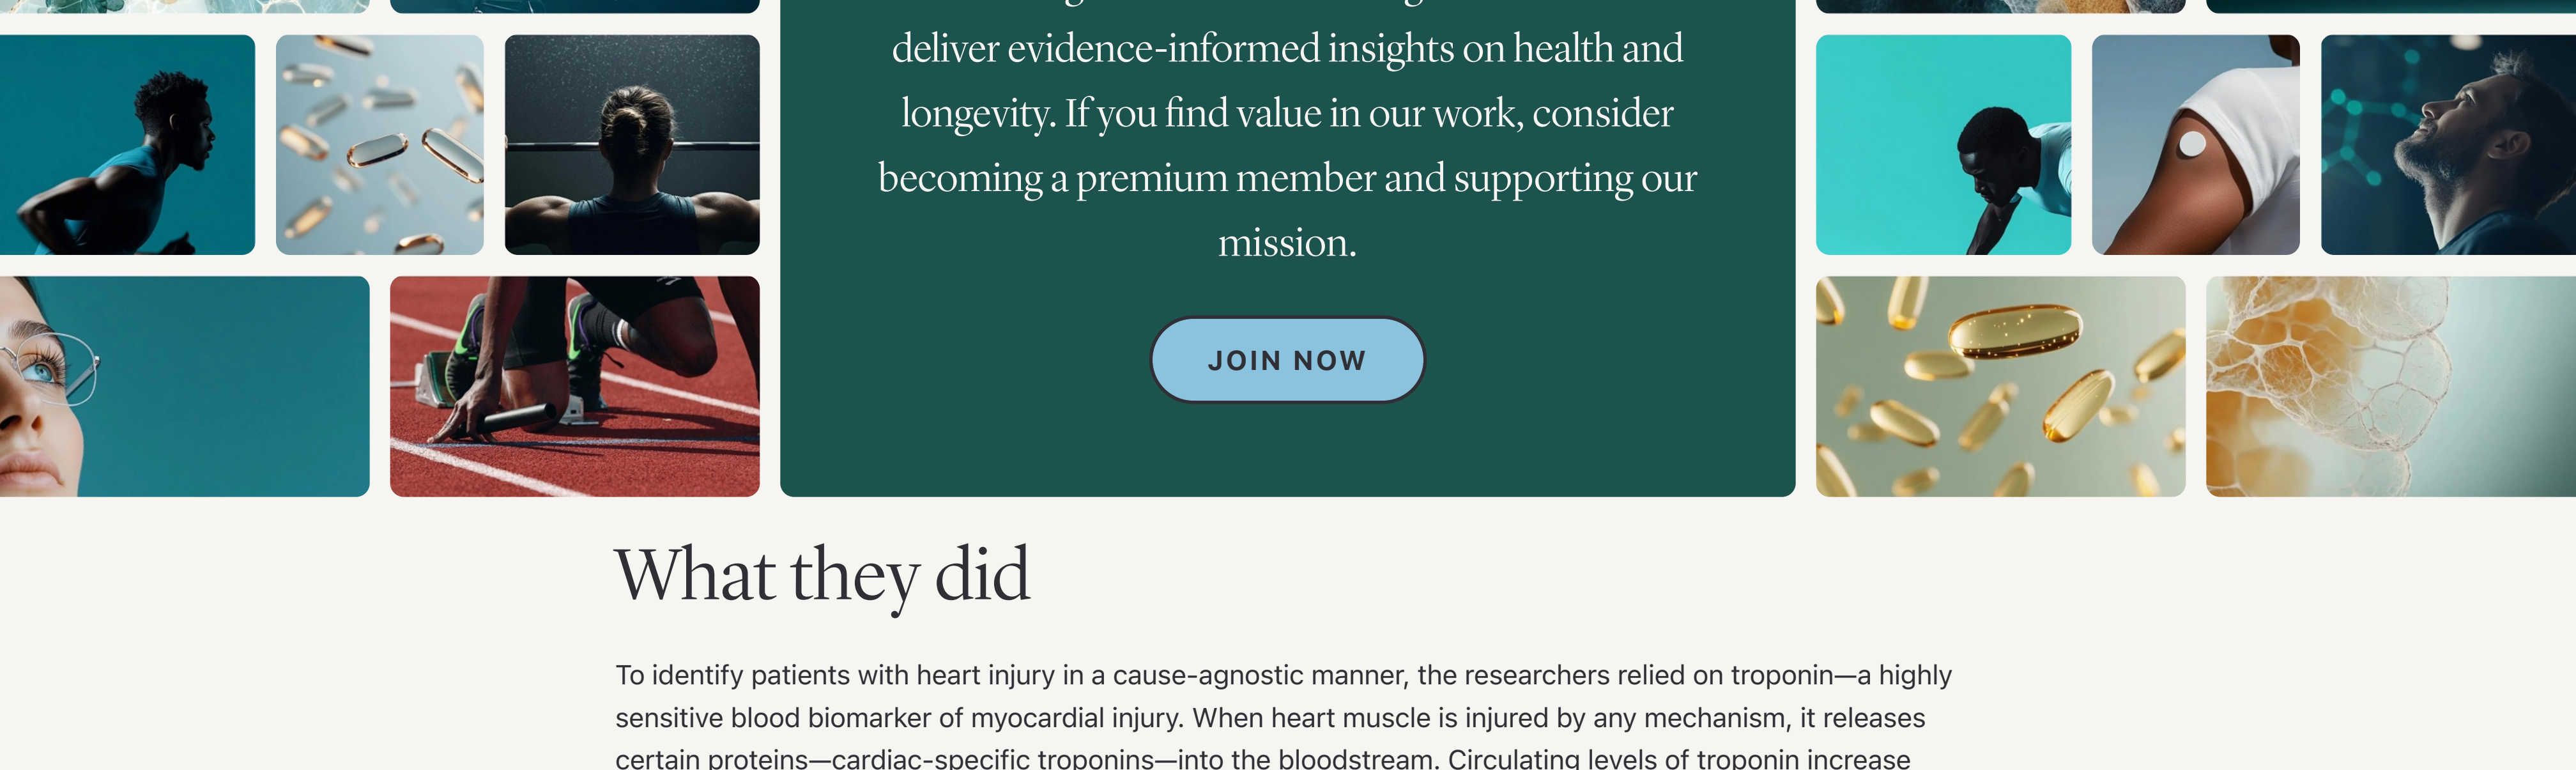 deliver evidence-informed insights on health and
longevity. If you find value in our work, consider
becoming a premium member and supporting our
mission.
JOIN NOW
What they did
To identify patients with heart injury in a cause-agnostic manner, the researchers relied on troponin—a highly
sensitive blood biomarker of myocardial injury. When heart muscle is injured by any mechanism, it releases
certain proteins—cardiac-specific troponins—into the bloodstream. Circulating levels of troponin increase